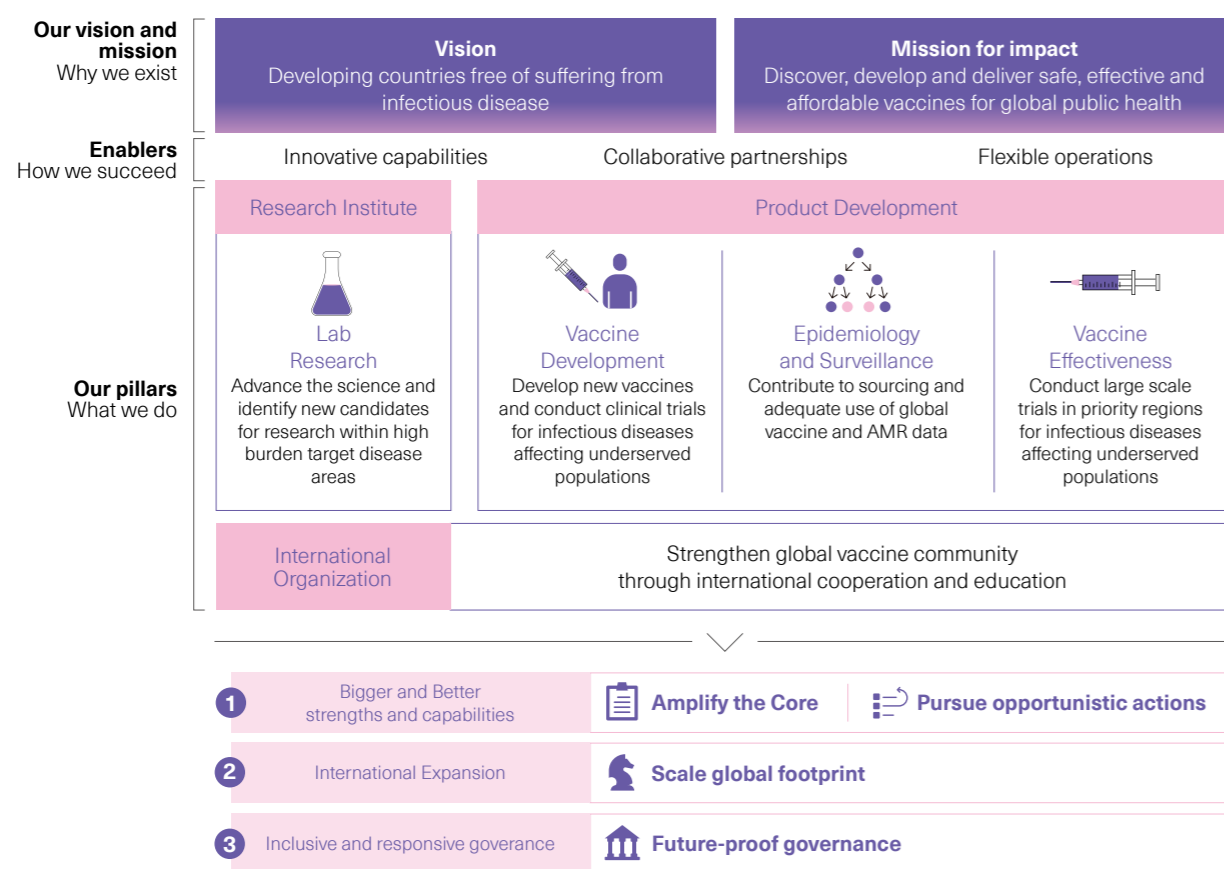 Our vision and
mission
Why we exist
Vision
Developing countries free of suffering from
infectious disease
Mission for impact
Discover, develop and deliver safe, effective and
affordable vaccines for global public health
Enablers
How we succeed
Innovative capabilities
Collaborative partnerships
Flexible operations
Our pillars
What we do
Research Institute
Product Development
Lab
Research
Advance the science and
identify new candidates
for research within high
burden target disease
areas
Vaccine
Development
Develop new vaccines
and conduct clinical trials
for infectious diseases
affecting underserved
populations
Epidemiology
and Surveillance
Contribute to sourcing and
adequate use of global
vaccine and AMR data
Vaccine
Effectiveness
Conduct large scale
trials in priority regions
for infectious diseases
affecting underserved
populations
International
Organization
Strengthen global vaccine community
through international cooperation and education
1
Bigger and Better
strengths and capabilities
Amplify the Core
Pursue opportunistic actions
2
International Expansion
Scale global footprint
3
Inclusive and responsive goverance
Future-proof governance